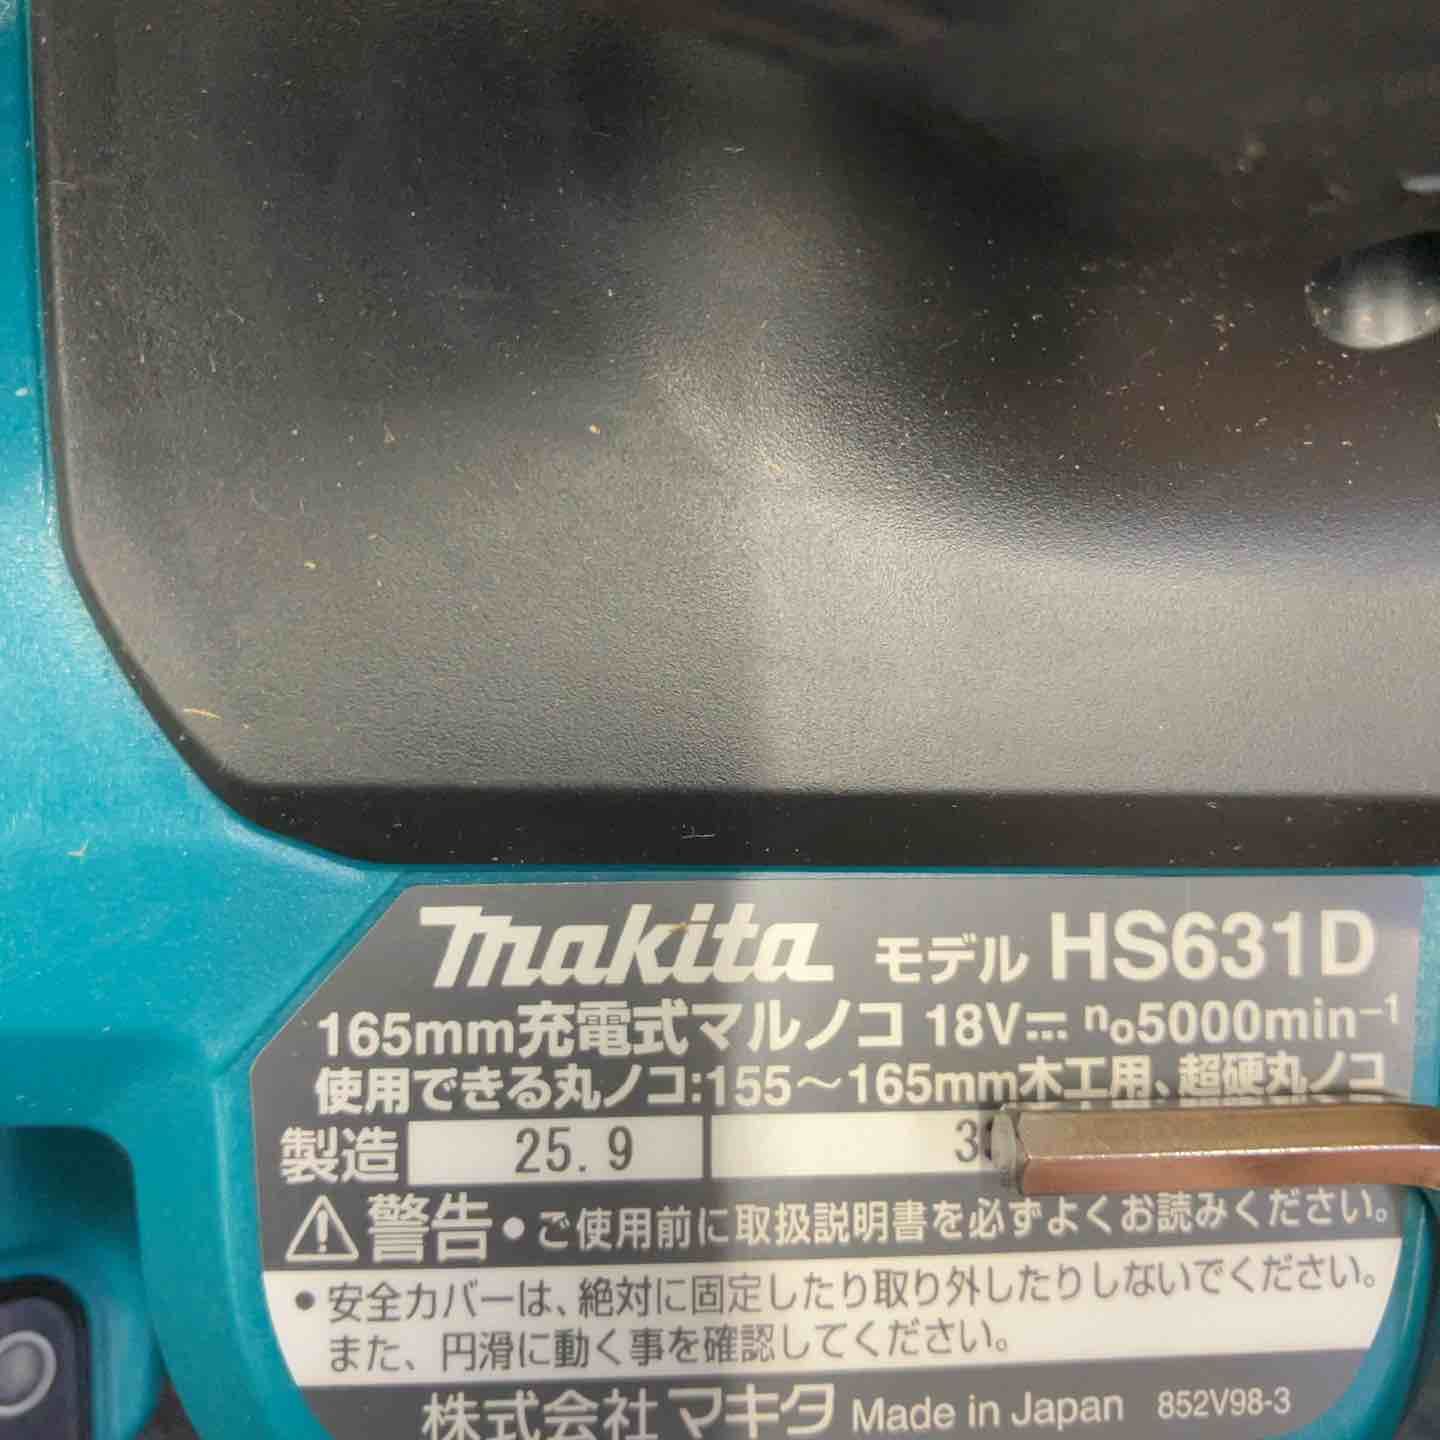 makita モデル HS631D
165mm充電式マルノコ 18V⎓ n₀5000min⁻¹
使用できる丸ノコ:155～165mm木工用、超硬丸ノコ
製造 25.9
⚠警告 ●ご使用前に取扱説明書を必ずよくお読みください。
●安全カバーは、絶対に固定したり取り外したりしないでください。
また、円滑に動く事を確認してください。
株式会社 マキタ Made in Japan 852V98-3